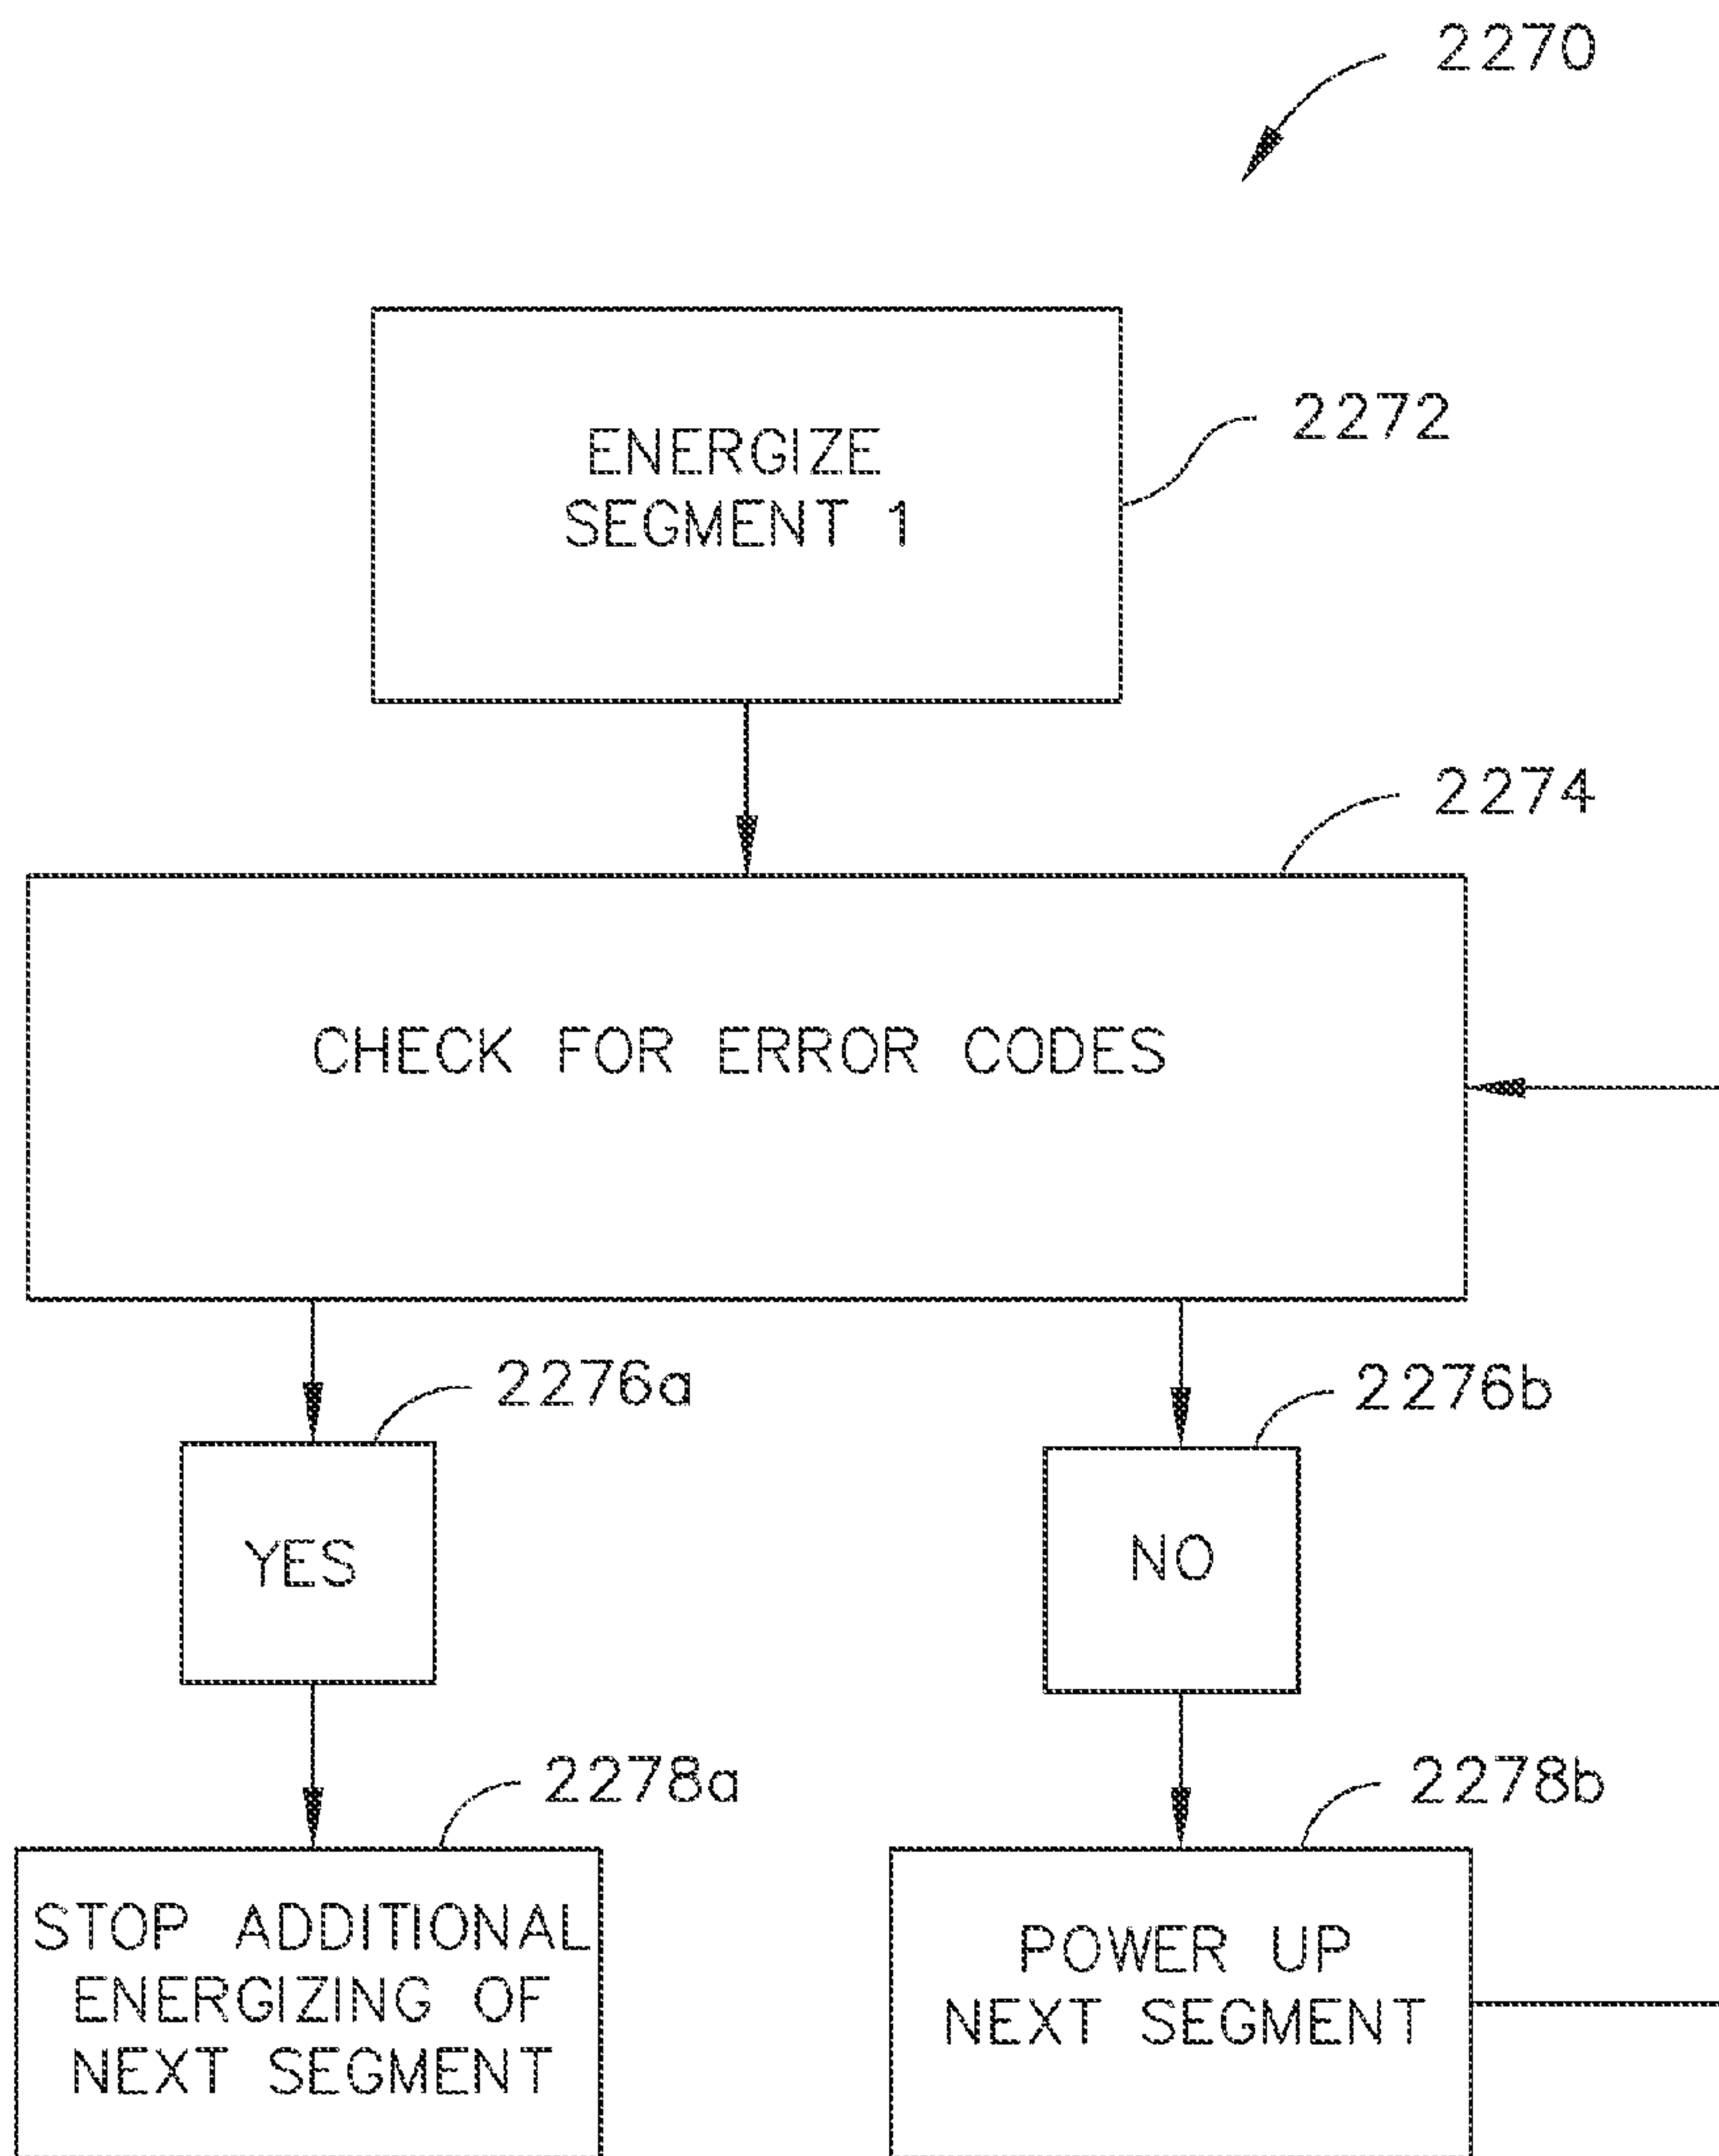 2270
ENERGIZE
SEGMENT 1
2272
2274
CHECK FOR ERROR CODES
2276a
2276b
YES
NO
2278a
2278b
STOP ADDITIONAL
ENERGIZING OF
NEXT SEGMENT
POWER UP
NEXT SEGMENT